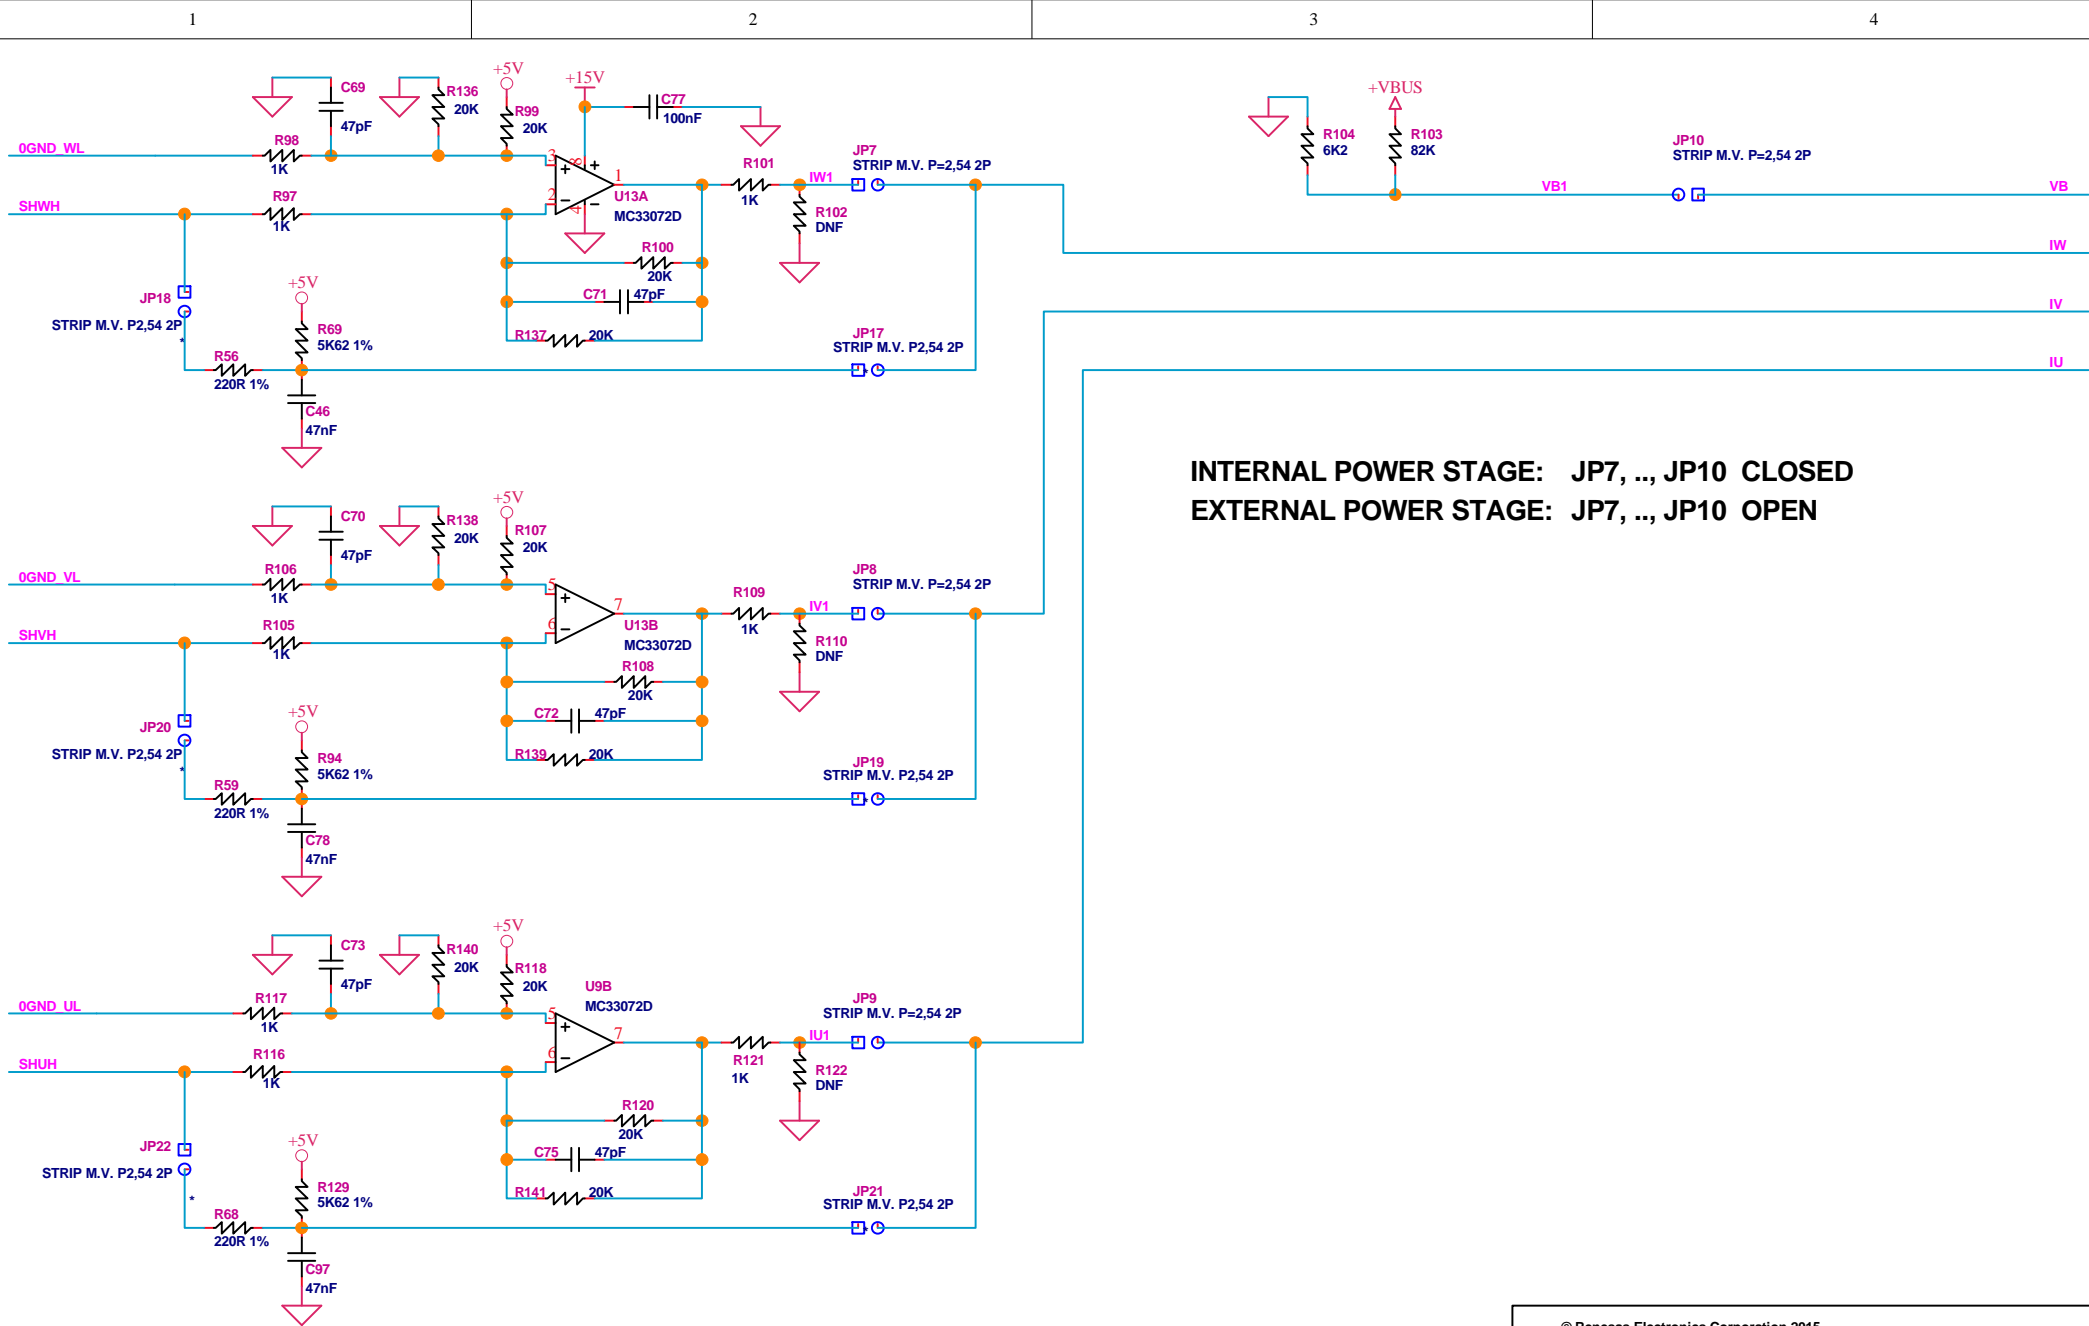 1 2 3 4
+5V +15V +VBUS
C69 R136 R99 C77
47pF 20K 20K 100nF
R104 R103 JP10
6K2 82K STRIP M.V. P=2,54 2P
0GND_WL R98 1K
3 8 1 2 4
U13A
MC33072D
R101 1K IW1
JP7
STRIP M.V. P=2,54 2P
VB1 VB
SHWH R97 1K
R102
DNF
R100
20K
IW
JP18
STRIP M.V. P2,54 2P
*
+5V
C71 47pF
IV
R69
5K62 1%
R137 20K
JP17
STRIP M.V. P2,54 2P
*
R56
220R 1%
IU
C46
47nF
INTERNAL POWER STAGE: JP7, .., JP10 CLOSED
EXTERNAL POWER STAGE: JP7, .., JP10 OPEN
+5V
C70 R138 R107
47pF 20K 20K
0GND_VL R106 1K
5 7 6
U13B
MC33072D
R109 1K IV1
JP8
STRIP M.V. P=2,54 2P
SHVH R105 1K
R110
DNF
R108
20K
JP20
STRIP M.V. P2,54 2P
*
+5V
C72 47pF
R94
5K62 1%
R139 20K
JP19
STRIP M.V. P2,54 2P
*
R59
220R 1%
C78
47nF
+5V
C73 R140 R118
47pF 20K 20K
U9B
MC33072D
0GND_UL R117 1K
5 7 6
R121 1K IU1
JP9
STRIP M.V. P=2,54 2P
SHUH R116 1K
R122
DNF
R120
20K
JP22
STRIP M.V. P2,54 2P
*
+5V
C75 47pF
R129
5K62 1%
R141 20K
JP21
STRIP M.V. P2,54 2P
*
R68
220R 1%
C97
47nF